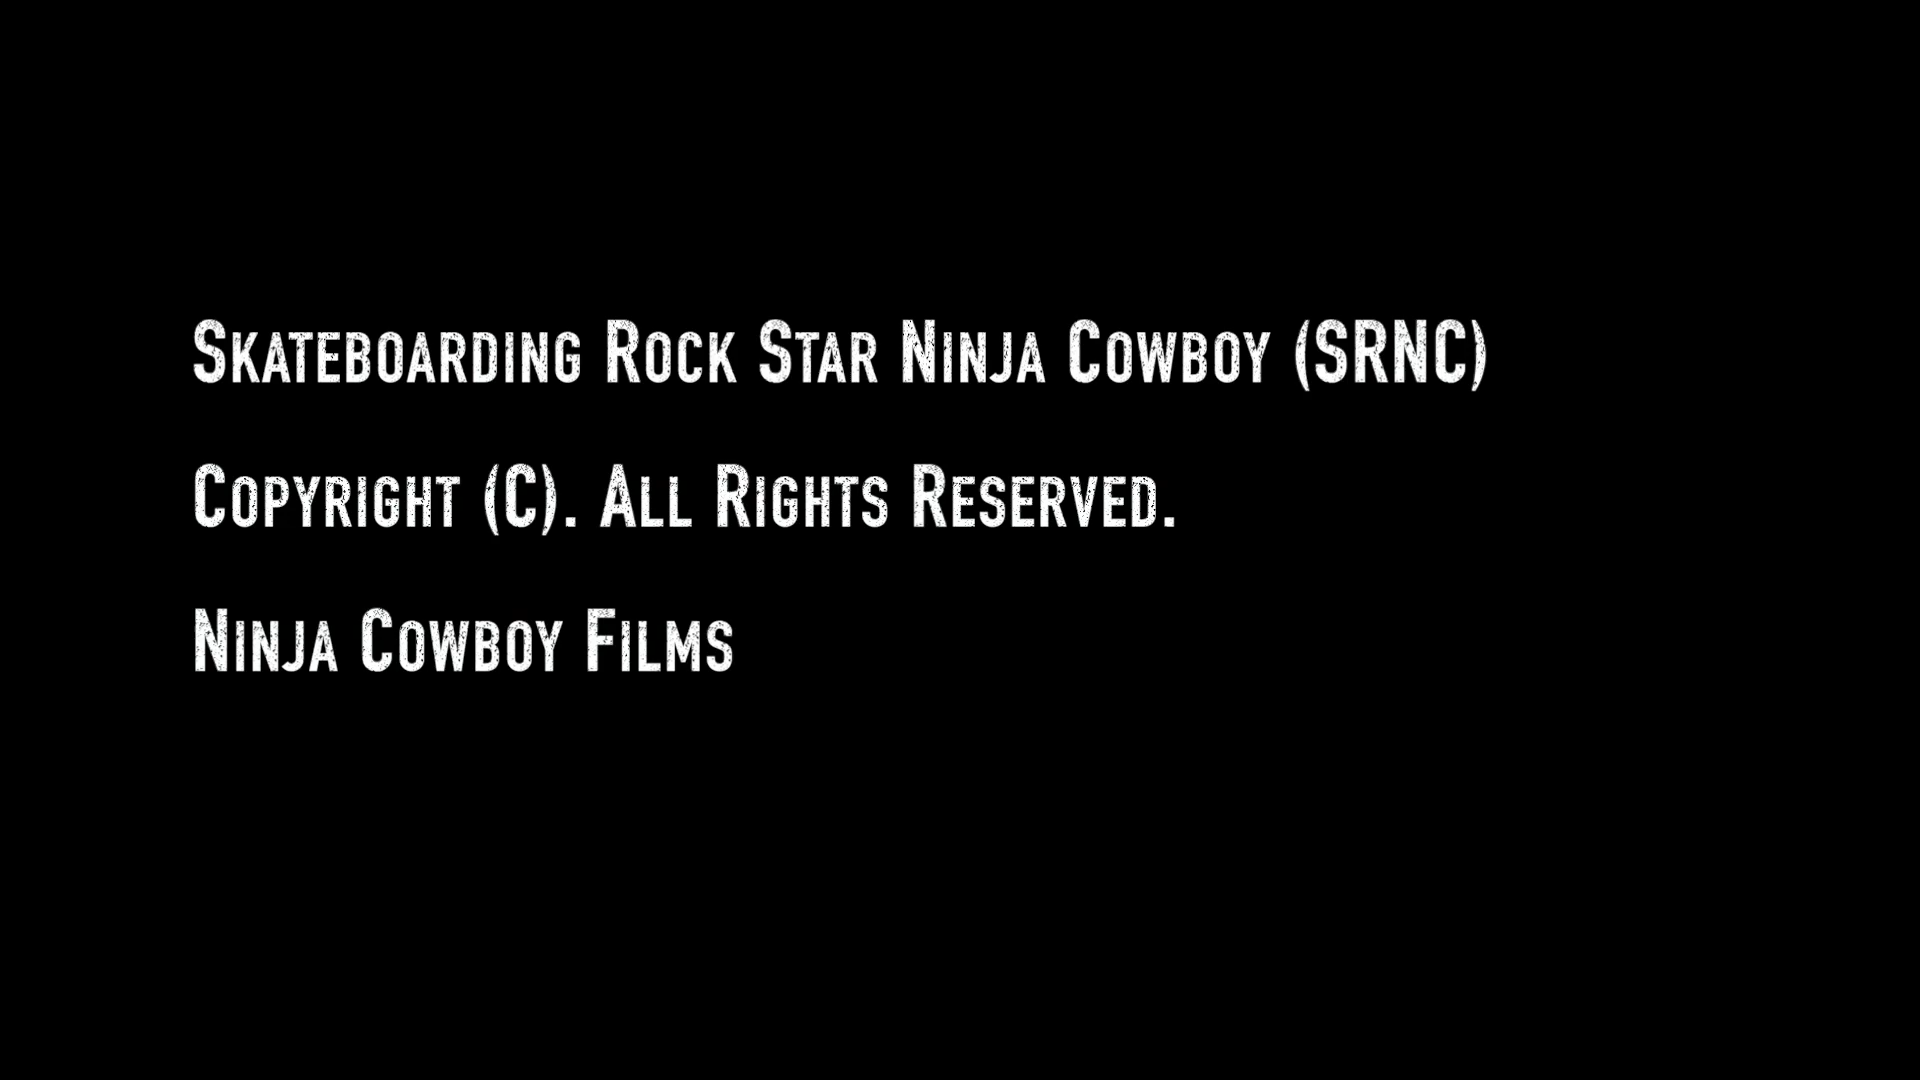 Skateboarding Rock Star Ninja Cowboy (SRNC)
Copyright (C). All Rights Reserved.
Ninja Cowboy Films